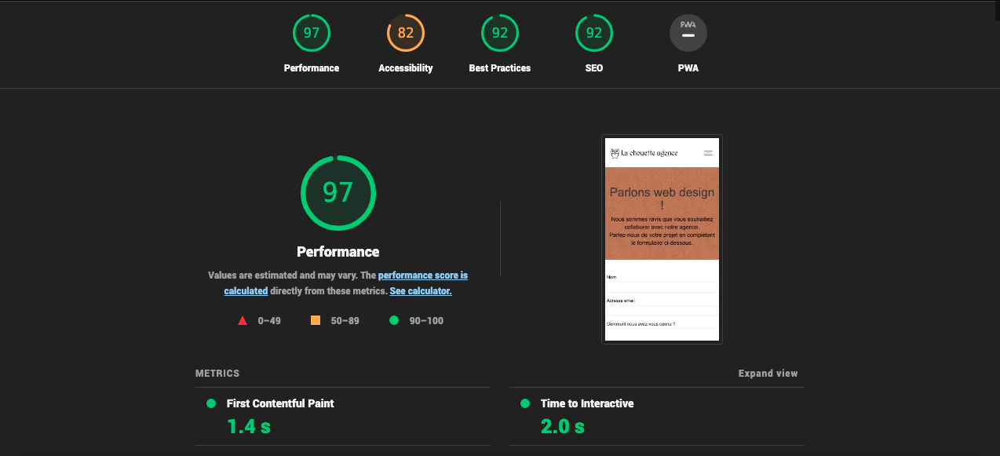 97
82
92
92
PWA
Performance
Accessibility
Best Practices
SEO
PWA
97
Performance
Values are estimated and may vary. The performance score is
calculated directly from these metrics. See calculator.
0–49
50–89
90–100
La chouette agence
Parlons web design
!
Nous sommes ravis que vous souhaitiez
collaborer avec notre agence.
Parlez-nous de votre projet en complétant
le formulaire ci-dessous.
Nom
Adresse email
Comment nous avez-vous connu ?
METRICS
Expand view
First Contentful Paint
1.4 s
Time to Interactive
2.0 s